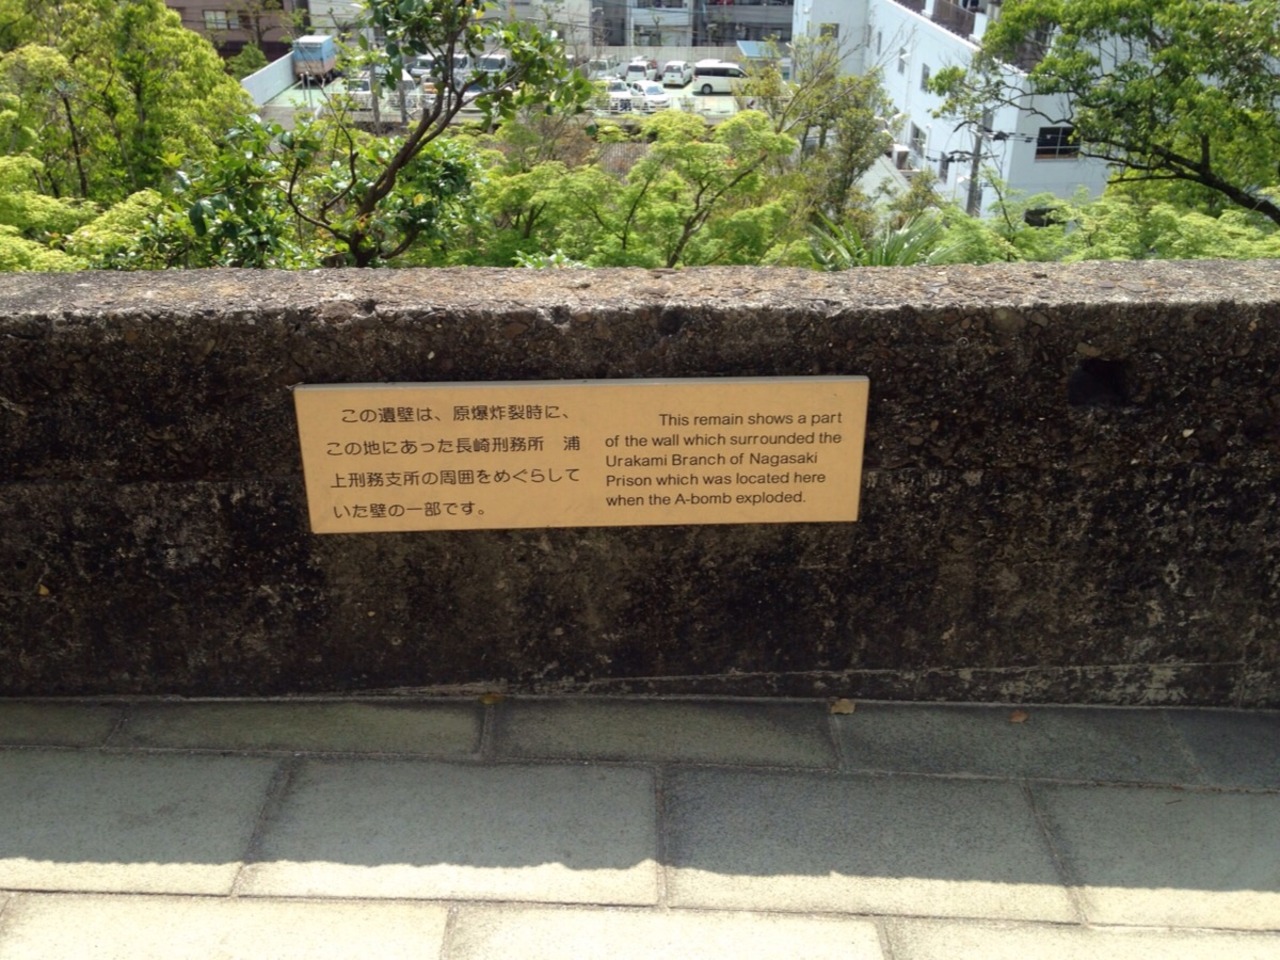 この遺壁は、原爆炸裂時に、
この地にあった長崎刑務所　浦
上刑務支所の周囲をめぐらして
いた壁の一部です。
This remain shows a part
of the wall which surrounded the
Urakami Branch of Nagasaki
Prison which was located here
when the A-bomb exploded.